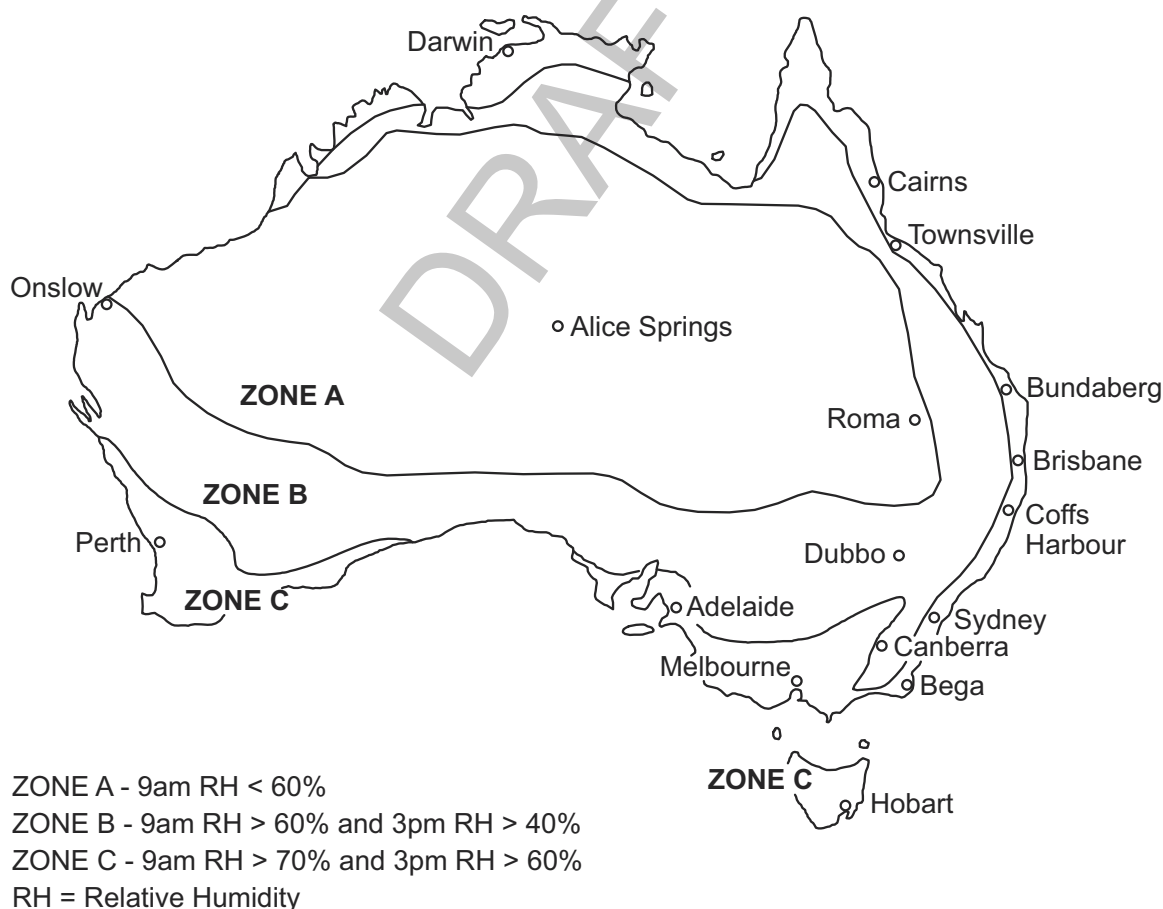 DRAF
Darwin
Cairns
Townsville
Onslow
Alice Springs
ZONE A
Bundaberg
Roma
Brisbane
ZONE B
Coffs
Harbour
Perth
Dubbo
ZONE C
Adelaide
Sydney
Canberra
Melbourne
Bega
ZONE C
Hobart
ZONE A - 9am RH < 60%
ZONE B - 9am RH > 60% and 3pm RH > 40%
ZONE C - 9am RH > 70% and 3pm RH > 60%
RH = Relative Humidity